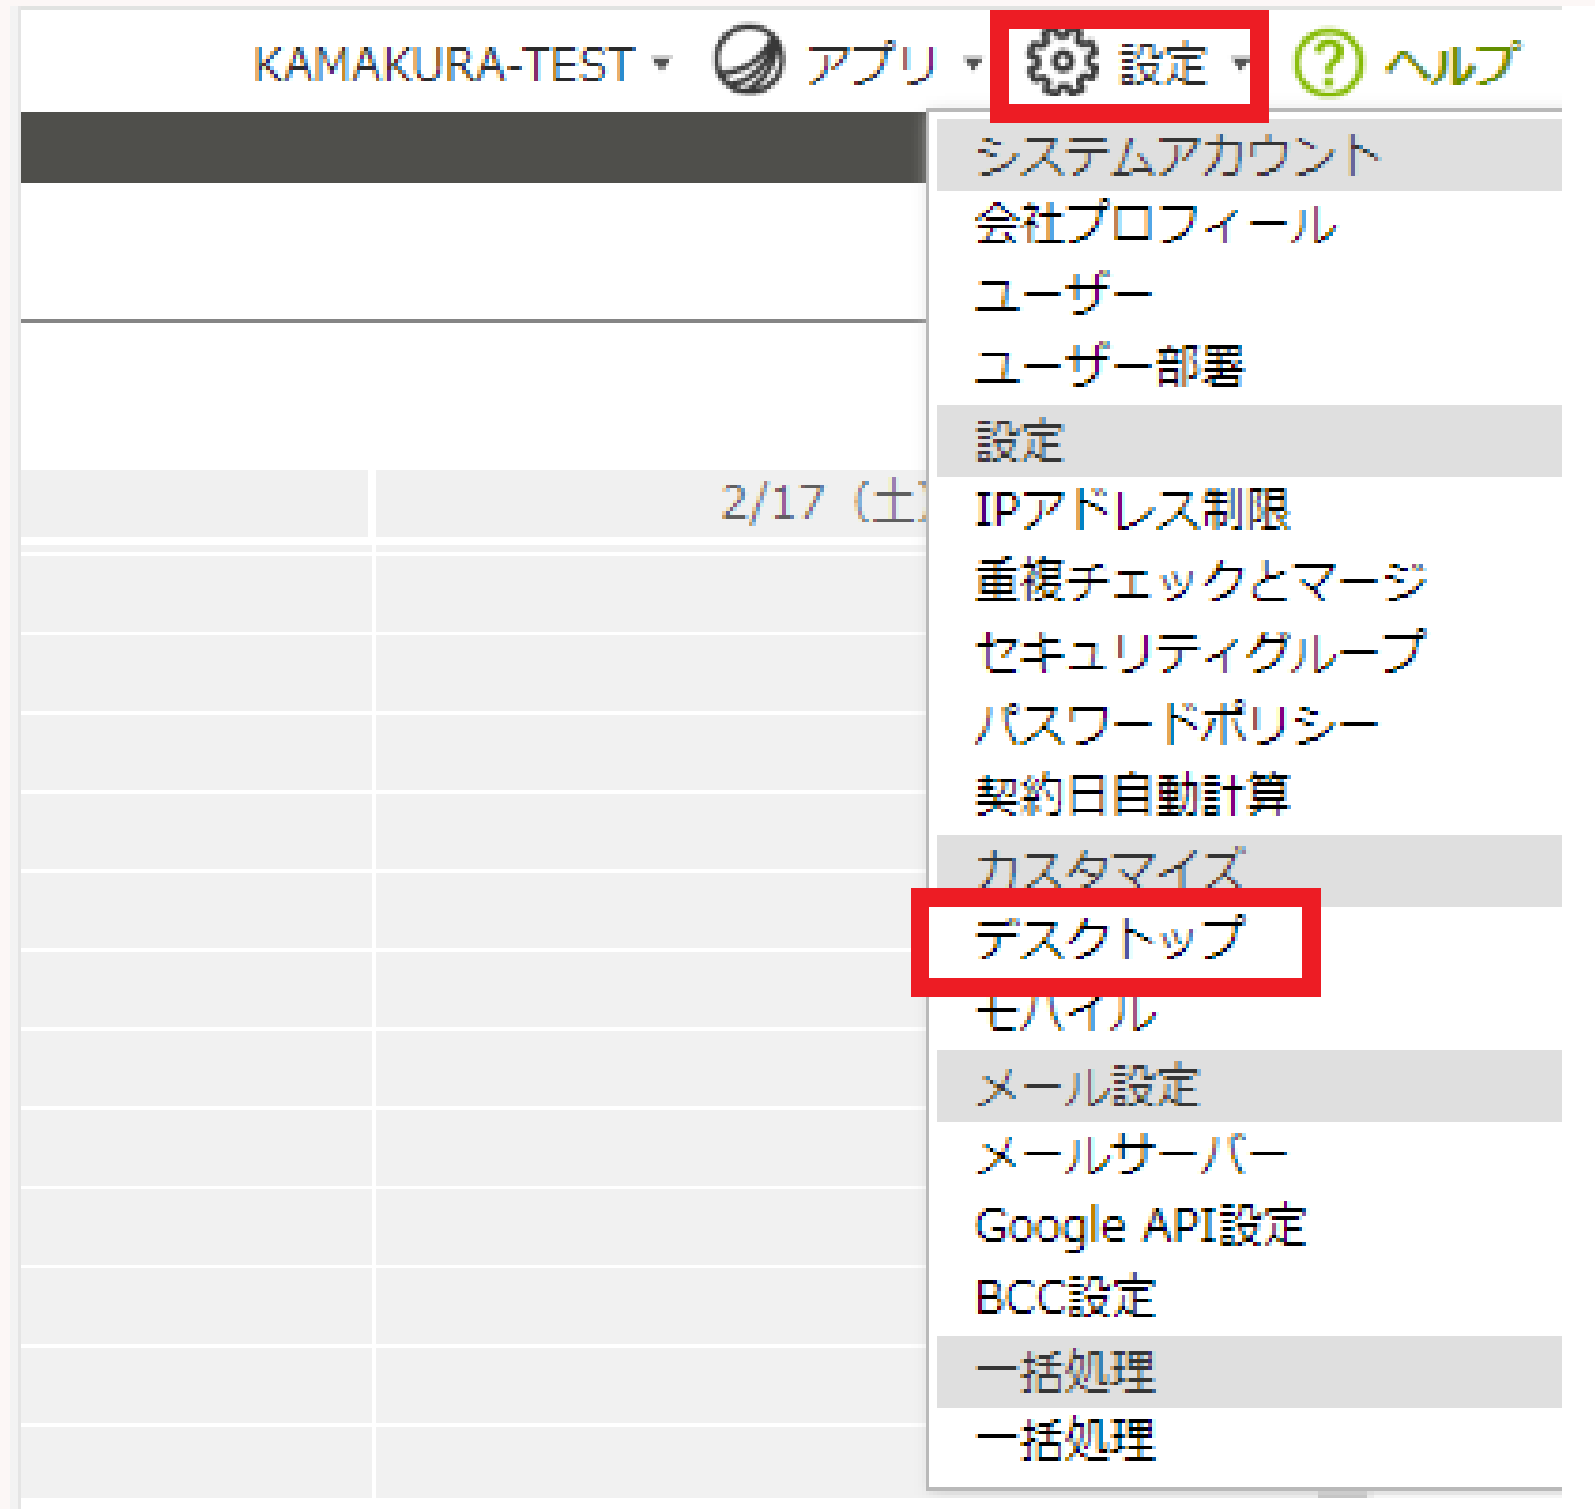 KAMAKURA-TEST アプリ 設定 ヘルプ
システムアカウント
会社プロフィール
ユーザー
ユーザー部署
設定
2/17（土）
IPアドレス制限
重複チェックとマージ
セキュリティグループ
パスワードポリシー
契約日自動計算
カスタマイズ
デスクトップ
モバイル
メール設定
メールサーバー
Google API設定
BCC設定
一括処理
一括処理